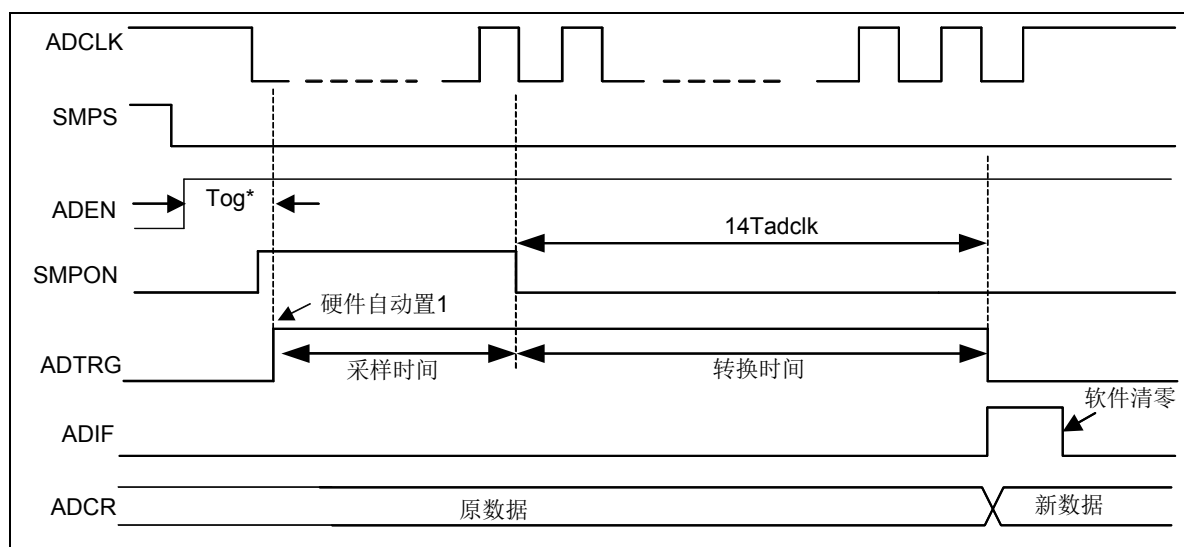 ADCLK
SMPS
ADEN
Tog*
14Tadclk
SMPON
硬件自动置1
ADTRG
采样时间
转换时间
软件清零
ADIF
ADCR
原数据
新数据